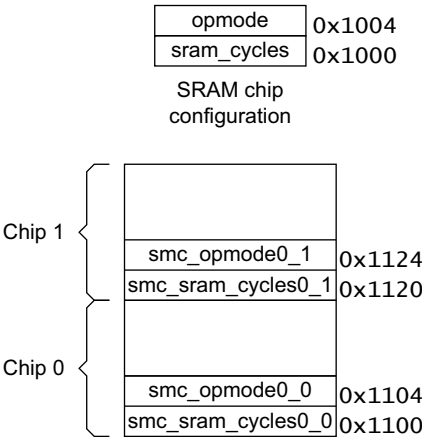 opmode 0x1004
sram_cycles 0x1000
SRAM chip
configuration
Chip 1
smc_opmode0_1 0x1124
smc_sram_cycles0_1 0x1120
Chip 0
smc_opmode0_0 0x1104
smc_sram_cycles0_0 0x1100